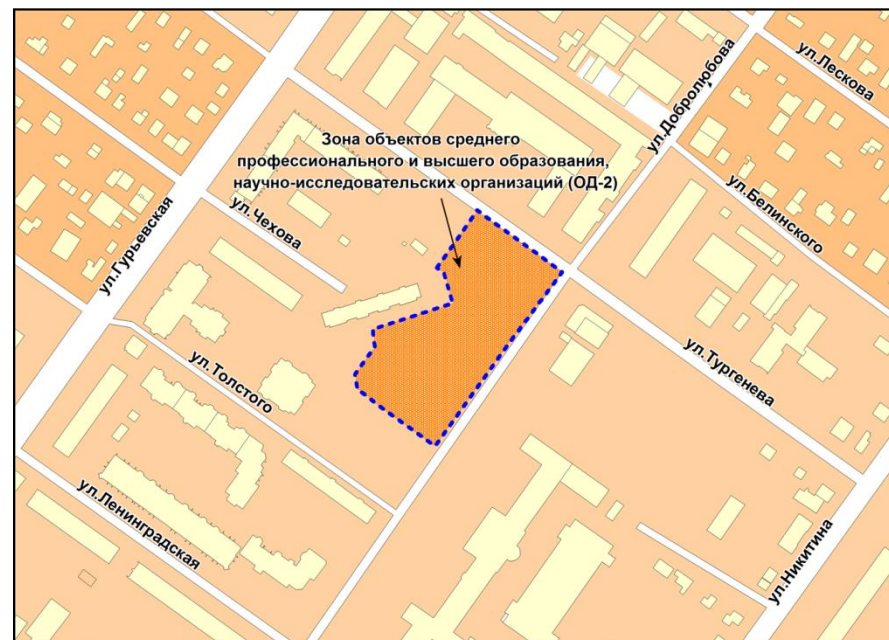 ул.Лескова
ул.Добролюбова
Зона объектов среднего
профессионального и высшего образования,
научно-исследовательских организаций (ОД-2)
ул.Белинского
ул.Чехова
ул.Гурьевская
ул.Толстого
ул.Тургенева
ул.Ленинградская
ул.Никитина